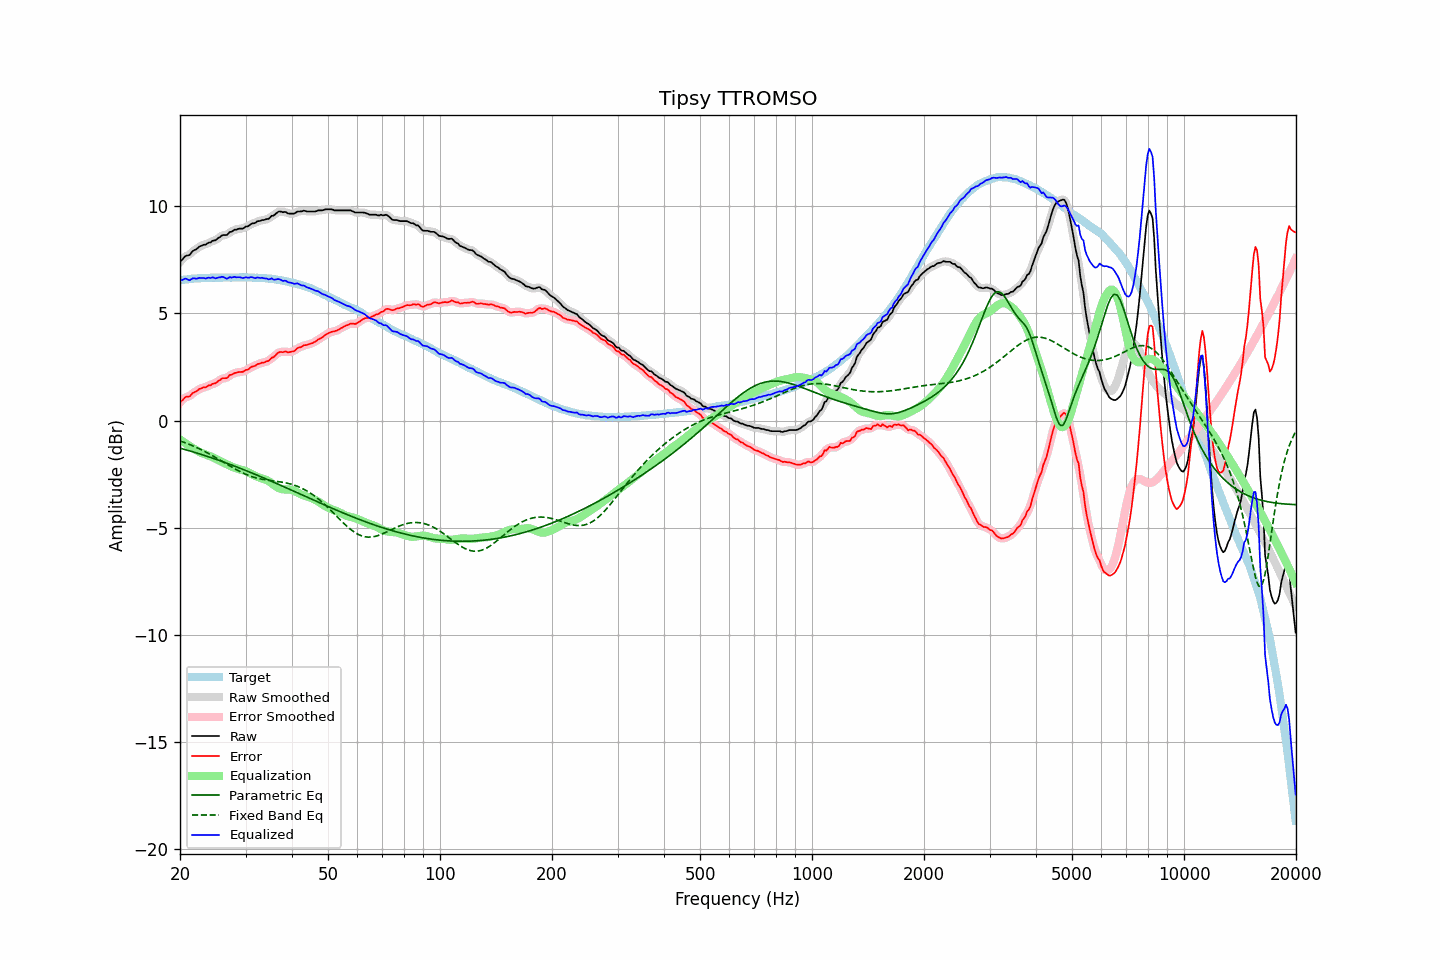 Tipsy TTROMSO
Amplitude (dBr)
10
5
0
−5
−10
−15
−20
Target
Raw Smoothed
Error Smoothed
Raw
Error
Equalization
Parametric Eq
Fixed Band Eq
Equalized
20 50 100 200 500 1000 2000 5000 10000 20000
Frequency (Hz)